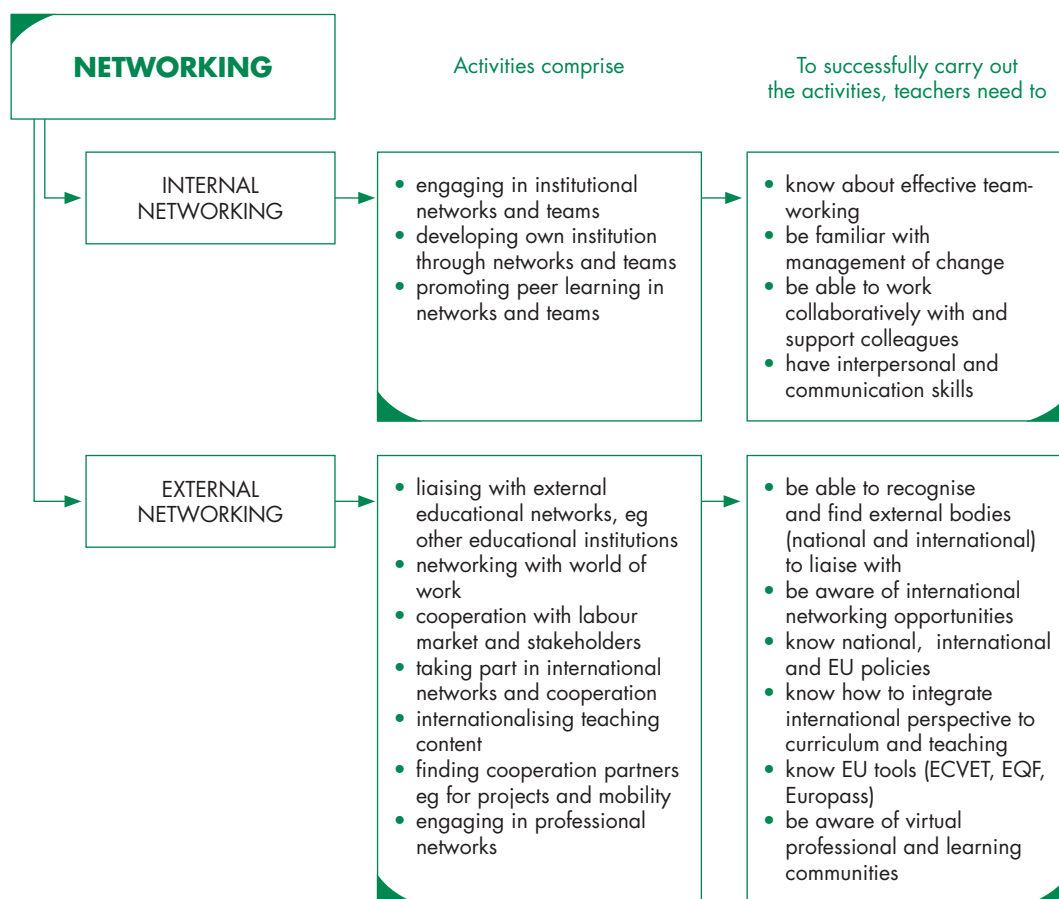 NETWORKING
Activities comprise
To successfully carry out
the activities, teachers need to
INTERNAL
NETWORKING
• engaging in institutional
networks and teams
• developing own institution
through networks and teams
• promoting peer learning in
networks and teams
• know about effective team-
working
• be familiar with
management of change
• be able to work
collaboratively with and
support colleagues
• have interpersonal and
communication skills
EXTERNAL
NETWORKING
• liaising with external
educational networks, eg
other educational institutions
• networking with world of
work
• cooperation with labour
market and stakeholders
• taking part in international
networks and cooperation
• internationalising teaching
content
• finding cooperation partners
eg for projects and mobility
• engaging in professional
networks
• be able to recognise
and find external bodies
(national and international)
to liaise with
• be aware of international
networking opportunities
• know national, international
and EU policies
• know how to integrate
international perspective to
curriculum and teaching
• know EU tools (ECVET, EQF,
Europass)
• be aware of virtual
professional and learning
communities